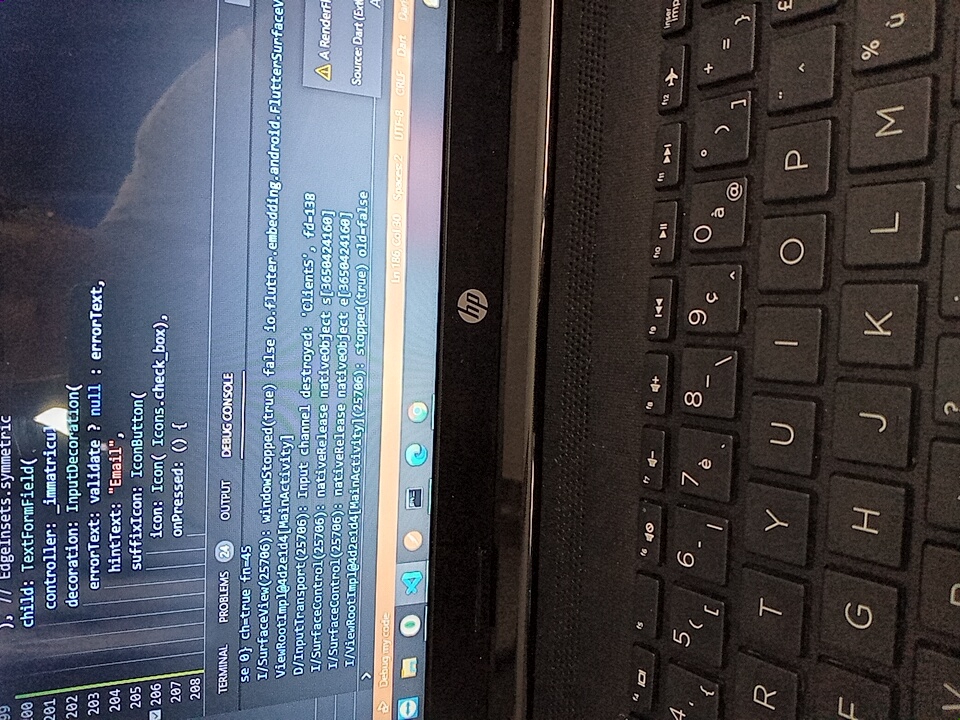 99 ), // EdgeInsets.symmetric
200 child: TextFormField(
201 controller: _immatricul
202 decoration: InputDecoration(
203 errorText: validate ? null : errorText,
204 hintText: "Email",
205 suffixIcon: IconButton(
206 icon: Icon( Icons.check_box),
207 onPressed: () {
208
TERMINAL PROBLEMS 24 OUTPUT DEBUG CONSOLE
se 0} ch=true fn=45
I/SurfaceView(25706): windowStopped(true) false io.flutter.embedding.android.FlutterSurfaceV
ViewRootImpl@4d2e1d4[MainActivity]
D/InputTransport(25706): Input channel destroyed: 'ClientS', fd=138
I/SurfaceControl(25706): nativeRelease nativeObject s[3650424160]
I/SurfaceControl(25706): nativeRelease nativeObject e[3650424160]
I/ViewRootImpl@4d2e1d4[MainActivity](25706): stopped(true) old=false
A RenderFl
Source: Dart (Ext
>
Debug my code Ln 186, Col 30 Spaces: 2 UTF-8 CRLF Dart Dart
hp
f4 f5 f6 f7 f8 f9 f10 f11 f12 Inser
Imp
4 ' { 5 ( [ 6 - | 7 è ` 8 _ \ 9 ç ^ 0 à @ ° ) ] + = }
R T Y U I O P ¨ ^ £
F G H J K L M % ù
V ?